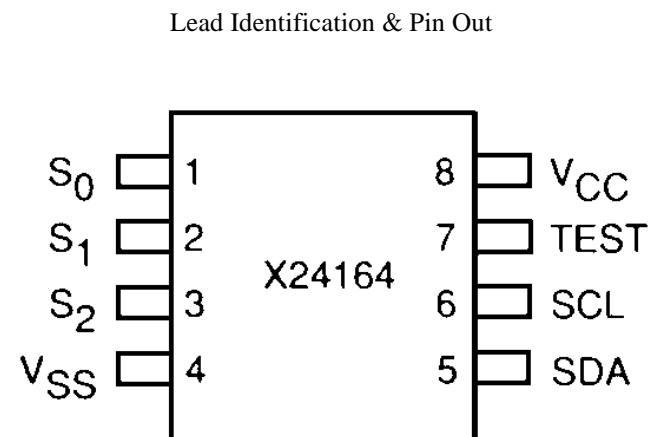 Lead Identification & Pin Out
S0 1 8 VCC
S1 2 7 TEST
X24164
S2 3 6 SCL
VSS 4 5 SDA